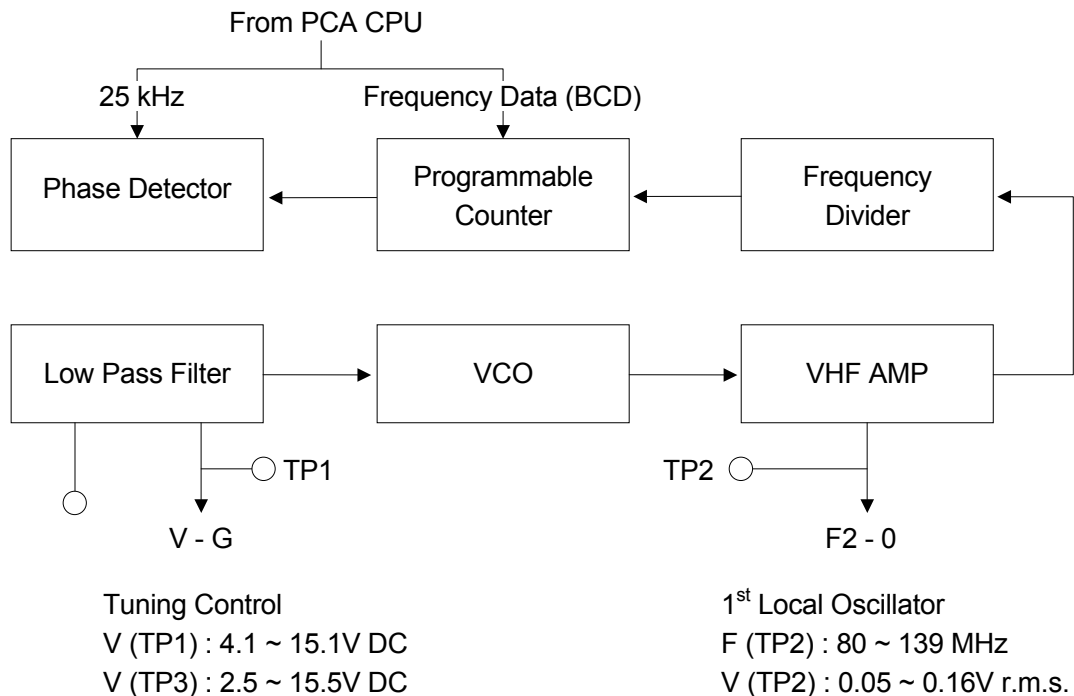 From PCA CPU
25 kHz
Frequency Data (BCD)
Phase Detector
Programmable
Counter
Frequency
Divider
Low Pass Filter
VCO
VHF AMP
TP1
TP2
V - G
F2 - 0
Tuning Control
V (TP1) : 4.1 ~ 15.1V DC
V (TP3) : 2.5 ~ 15.5V DC
1st Local Oscillator
F (TP2) : 80 ~ 139 MHz
V (TP2) : 0.05 ~ 0.16V r.m.s.